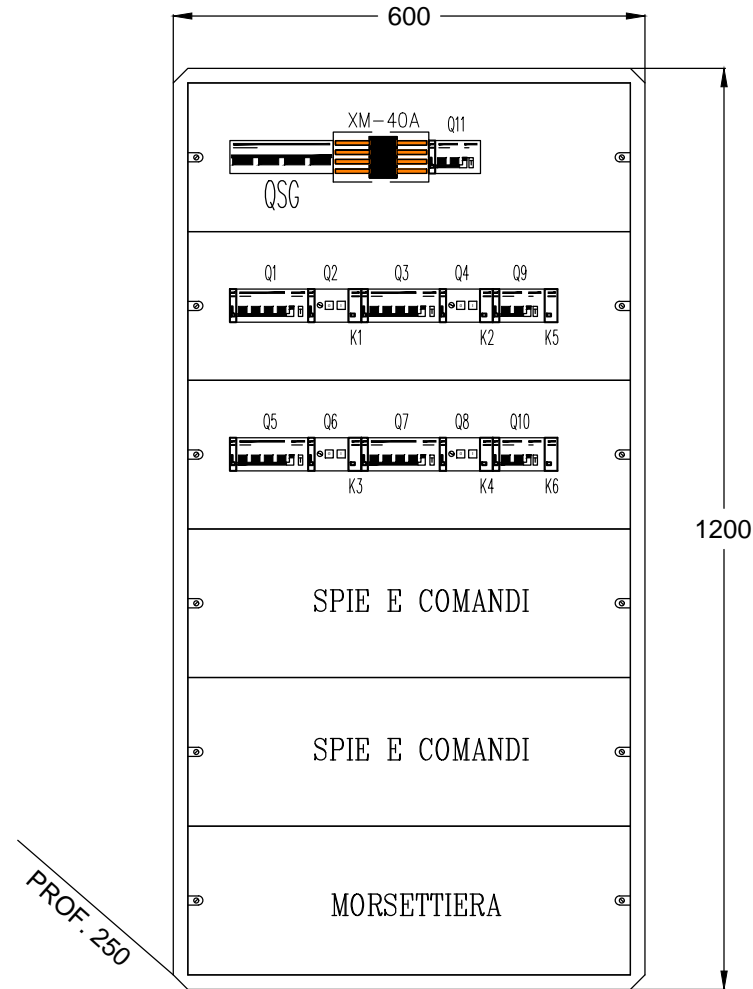 600
XM-40A Q11
QSG
Q1 Q2 Q3 Q4 Q9
K1 K2 K5
Q5 Q6 Q7 Q8 Q10
K3 K4 K6
1200
SPIE E COMANDI
SPIE E COMANDI
MORSETTIERA
PROF. 250